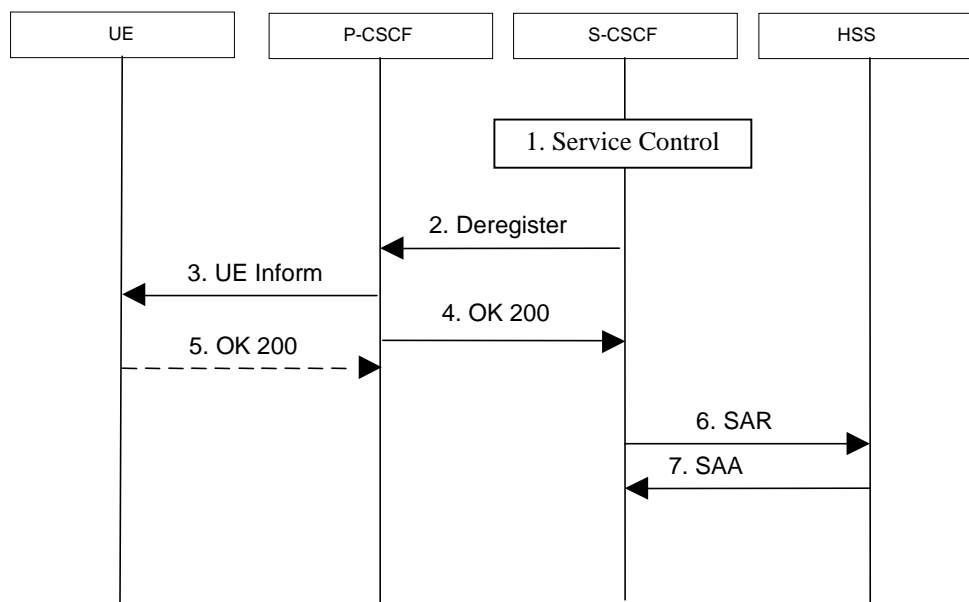 UE
P-CSCF
S-CSCF
HSS
1. Service Control
2. Deregister
3. UE Inform
4. OK 200
5. OK 200
6. SAR
7. SAA